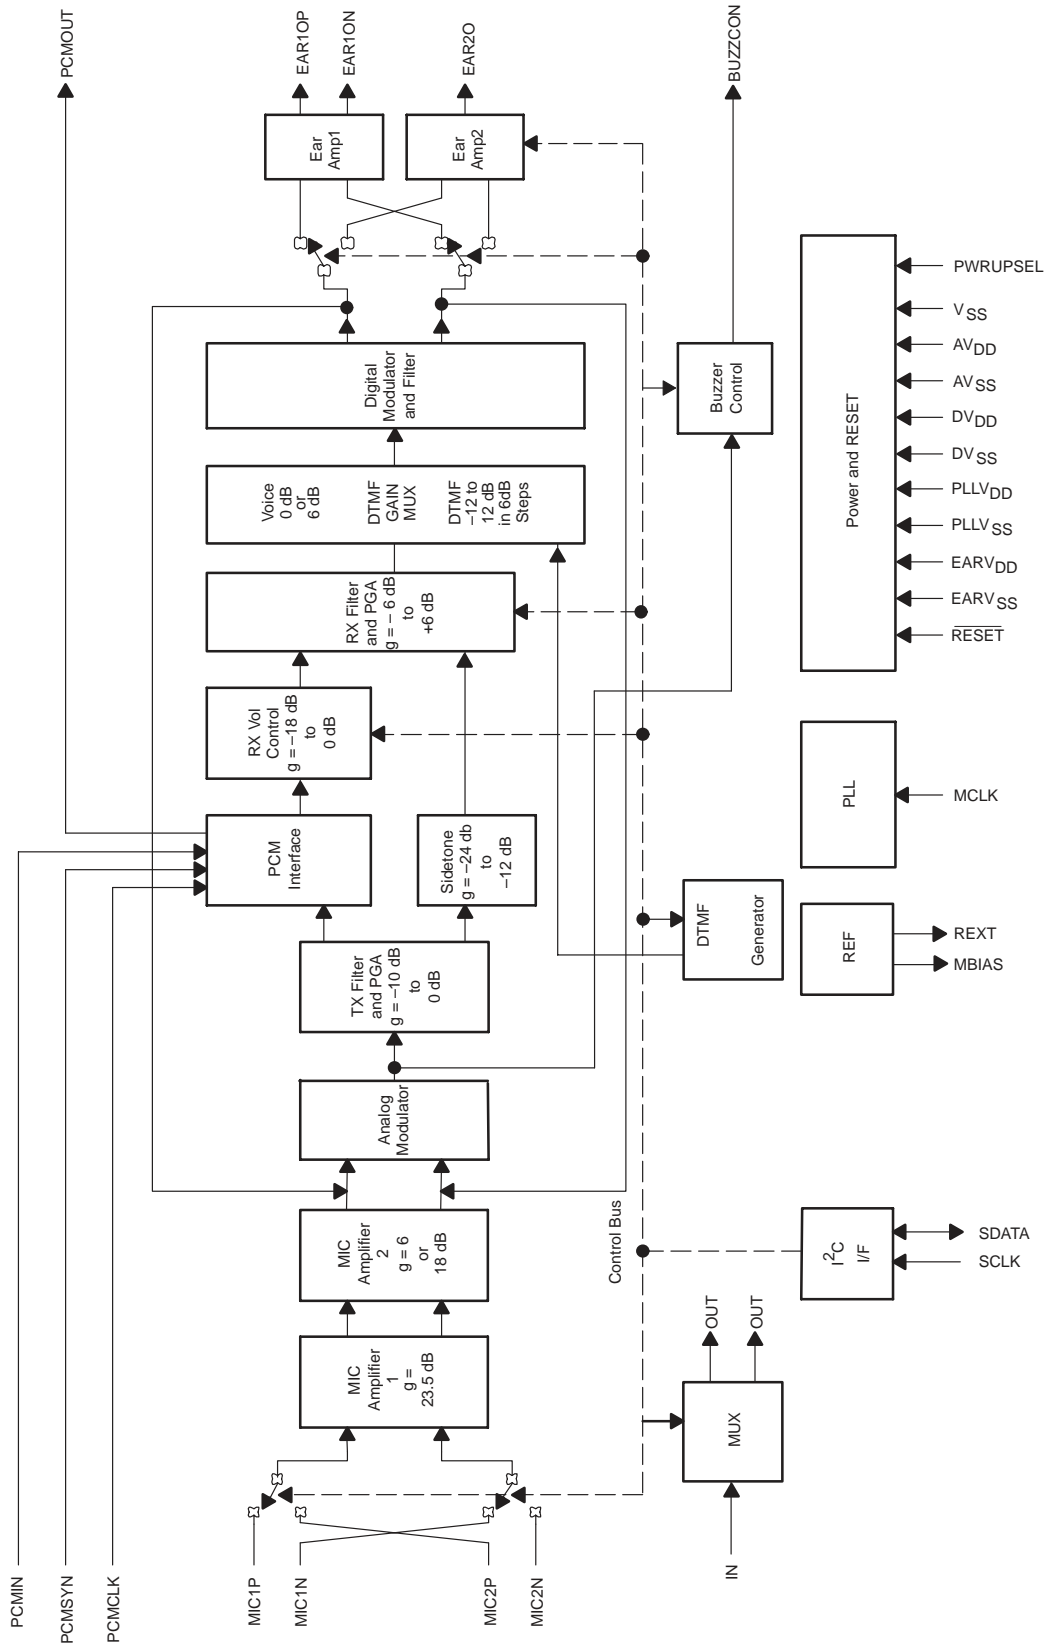 PCMIN
PCMSYN
PCMCLK
PCMOUT
MIC1P
MIC1N
MIC2P
MIC2N
MIC
Amplifier
1
g =
23.5 dB
MIC
Amplifier
2
g = 6
or
18 dB
Analog
Modulator
TX Filter
and PGA
g = –10 dB
to
0 dB
PCM
Interface
Sidetone
g = –24 db
to
–12 dB
RX Vol
Control
g = –18 dB
to
0 dB
RX Filter
and PGA
g = – 6 dB
to
+6 dB
Voice
0 dB
or
6 dB
DTMF
GAIN
MUX
DTMF
–12 to
12 dB
in 6dB
Steps
Digital
Modulator
and Filter
Ear
Amp1
Ear
Amp2
EAR1OP
EAR1ON
EAR2O
BUZZCON
Control Bus
Buzzer
Control
DTMF
Generator
IN
MUX
OUT
OUT
I2C
I/F
SDATA
SCLK
REF
REXT
MBIAS
PLL
MCLK
Power and RESET
PWRUPSEL
VSS
AVDD
AVSS
DVDD
DVSS
PLLVDD
PLLVSS
EARVDD
EARVSS
RESET